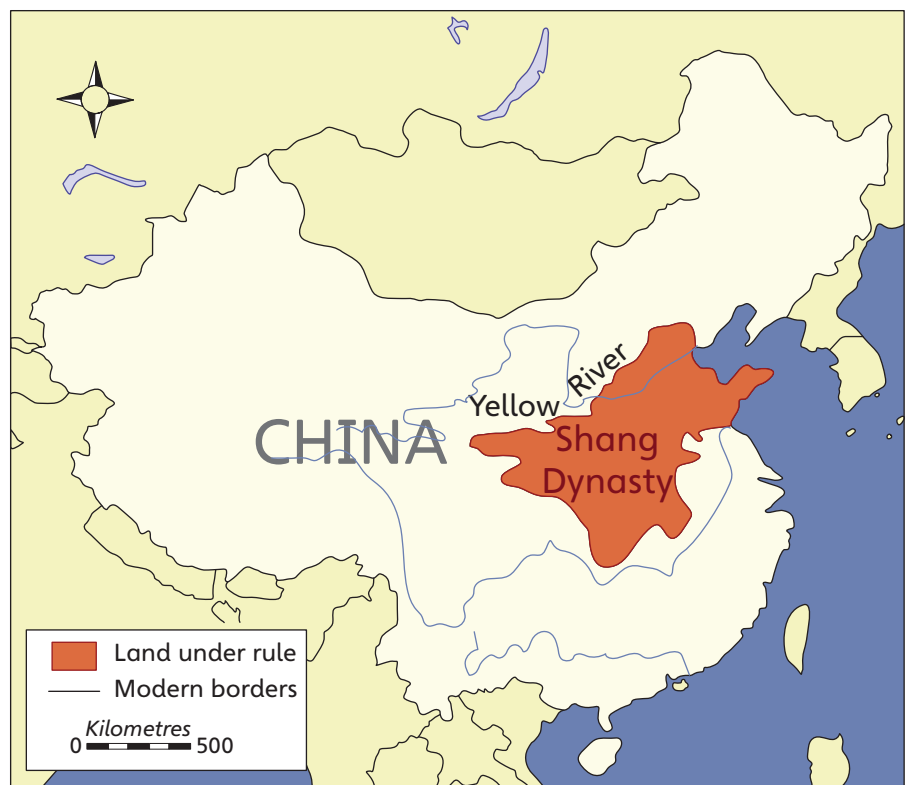 Yellow River
CHINA
Shang
Dynasty
Land under rule
Modern borders
Kilometres
0 500